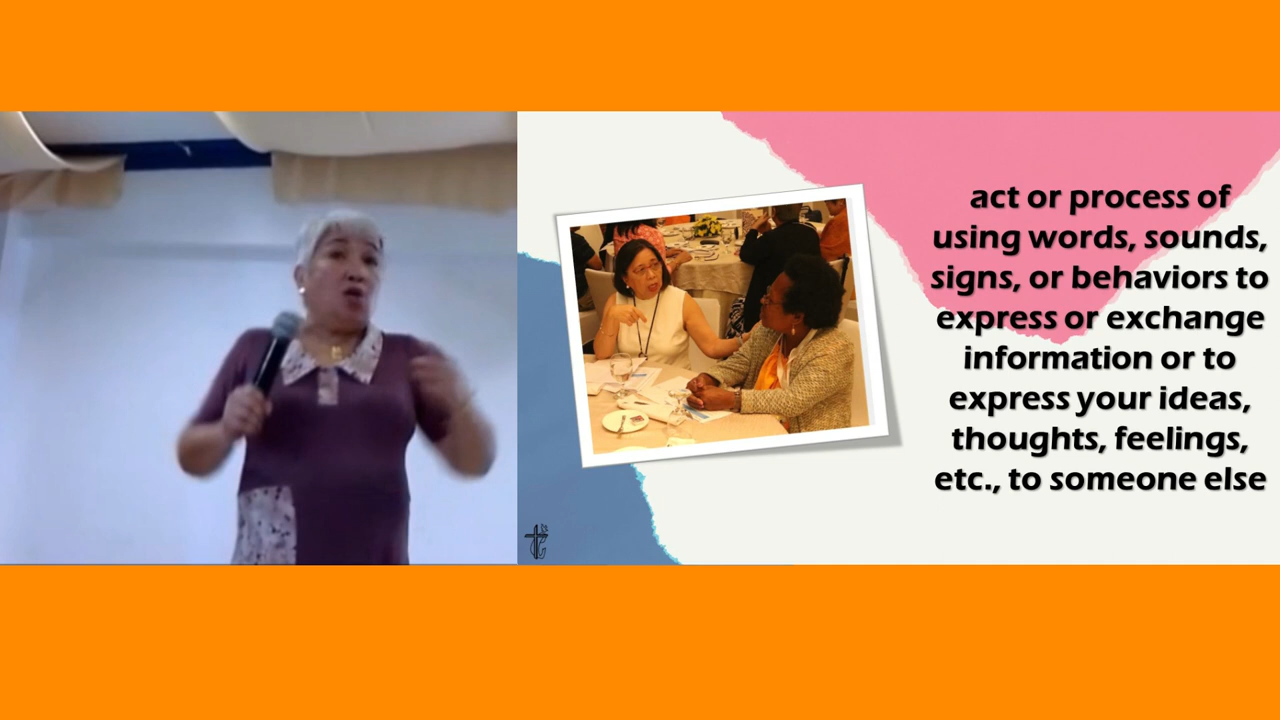 act or process of
using words, sounds,
signs, or behaviors to
express or exchange
information or to
express your ideas,
thoughts, feelings,
etc., to someone else